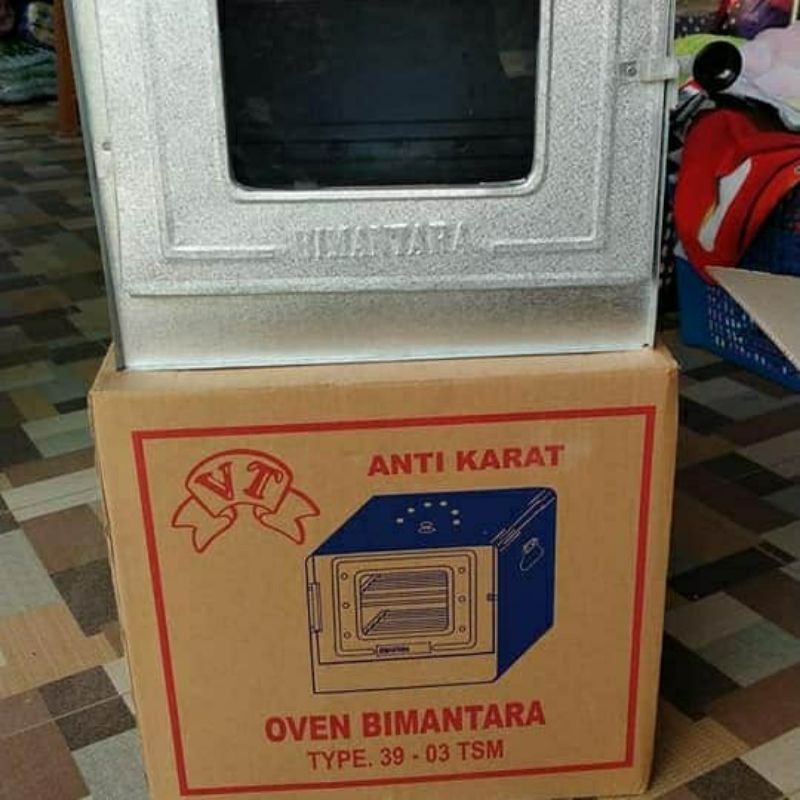 BIMANTARA
VT
ANTI KARAT
OVEN BIMANTARA
TYPE. 39 - 03 TSM